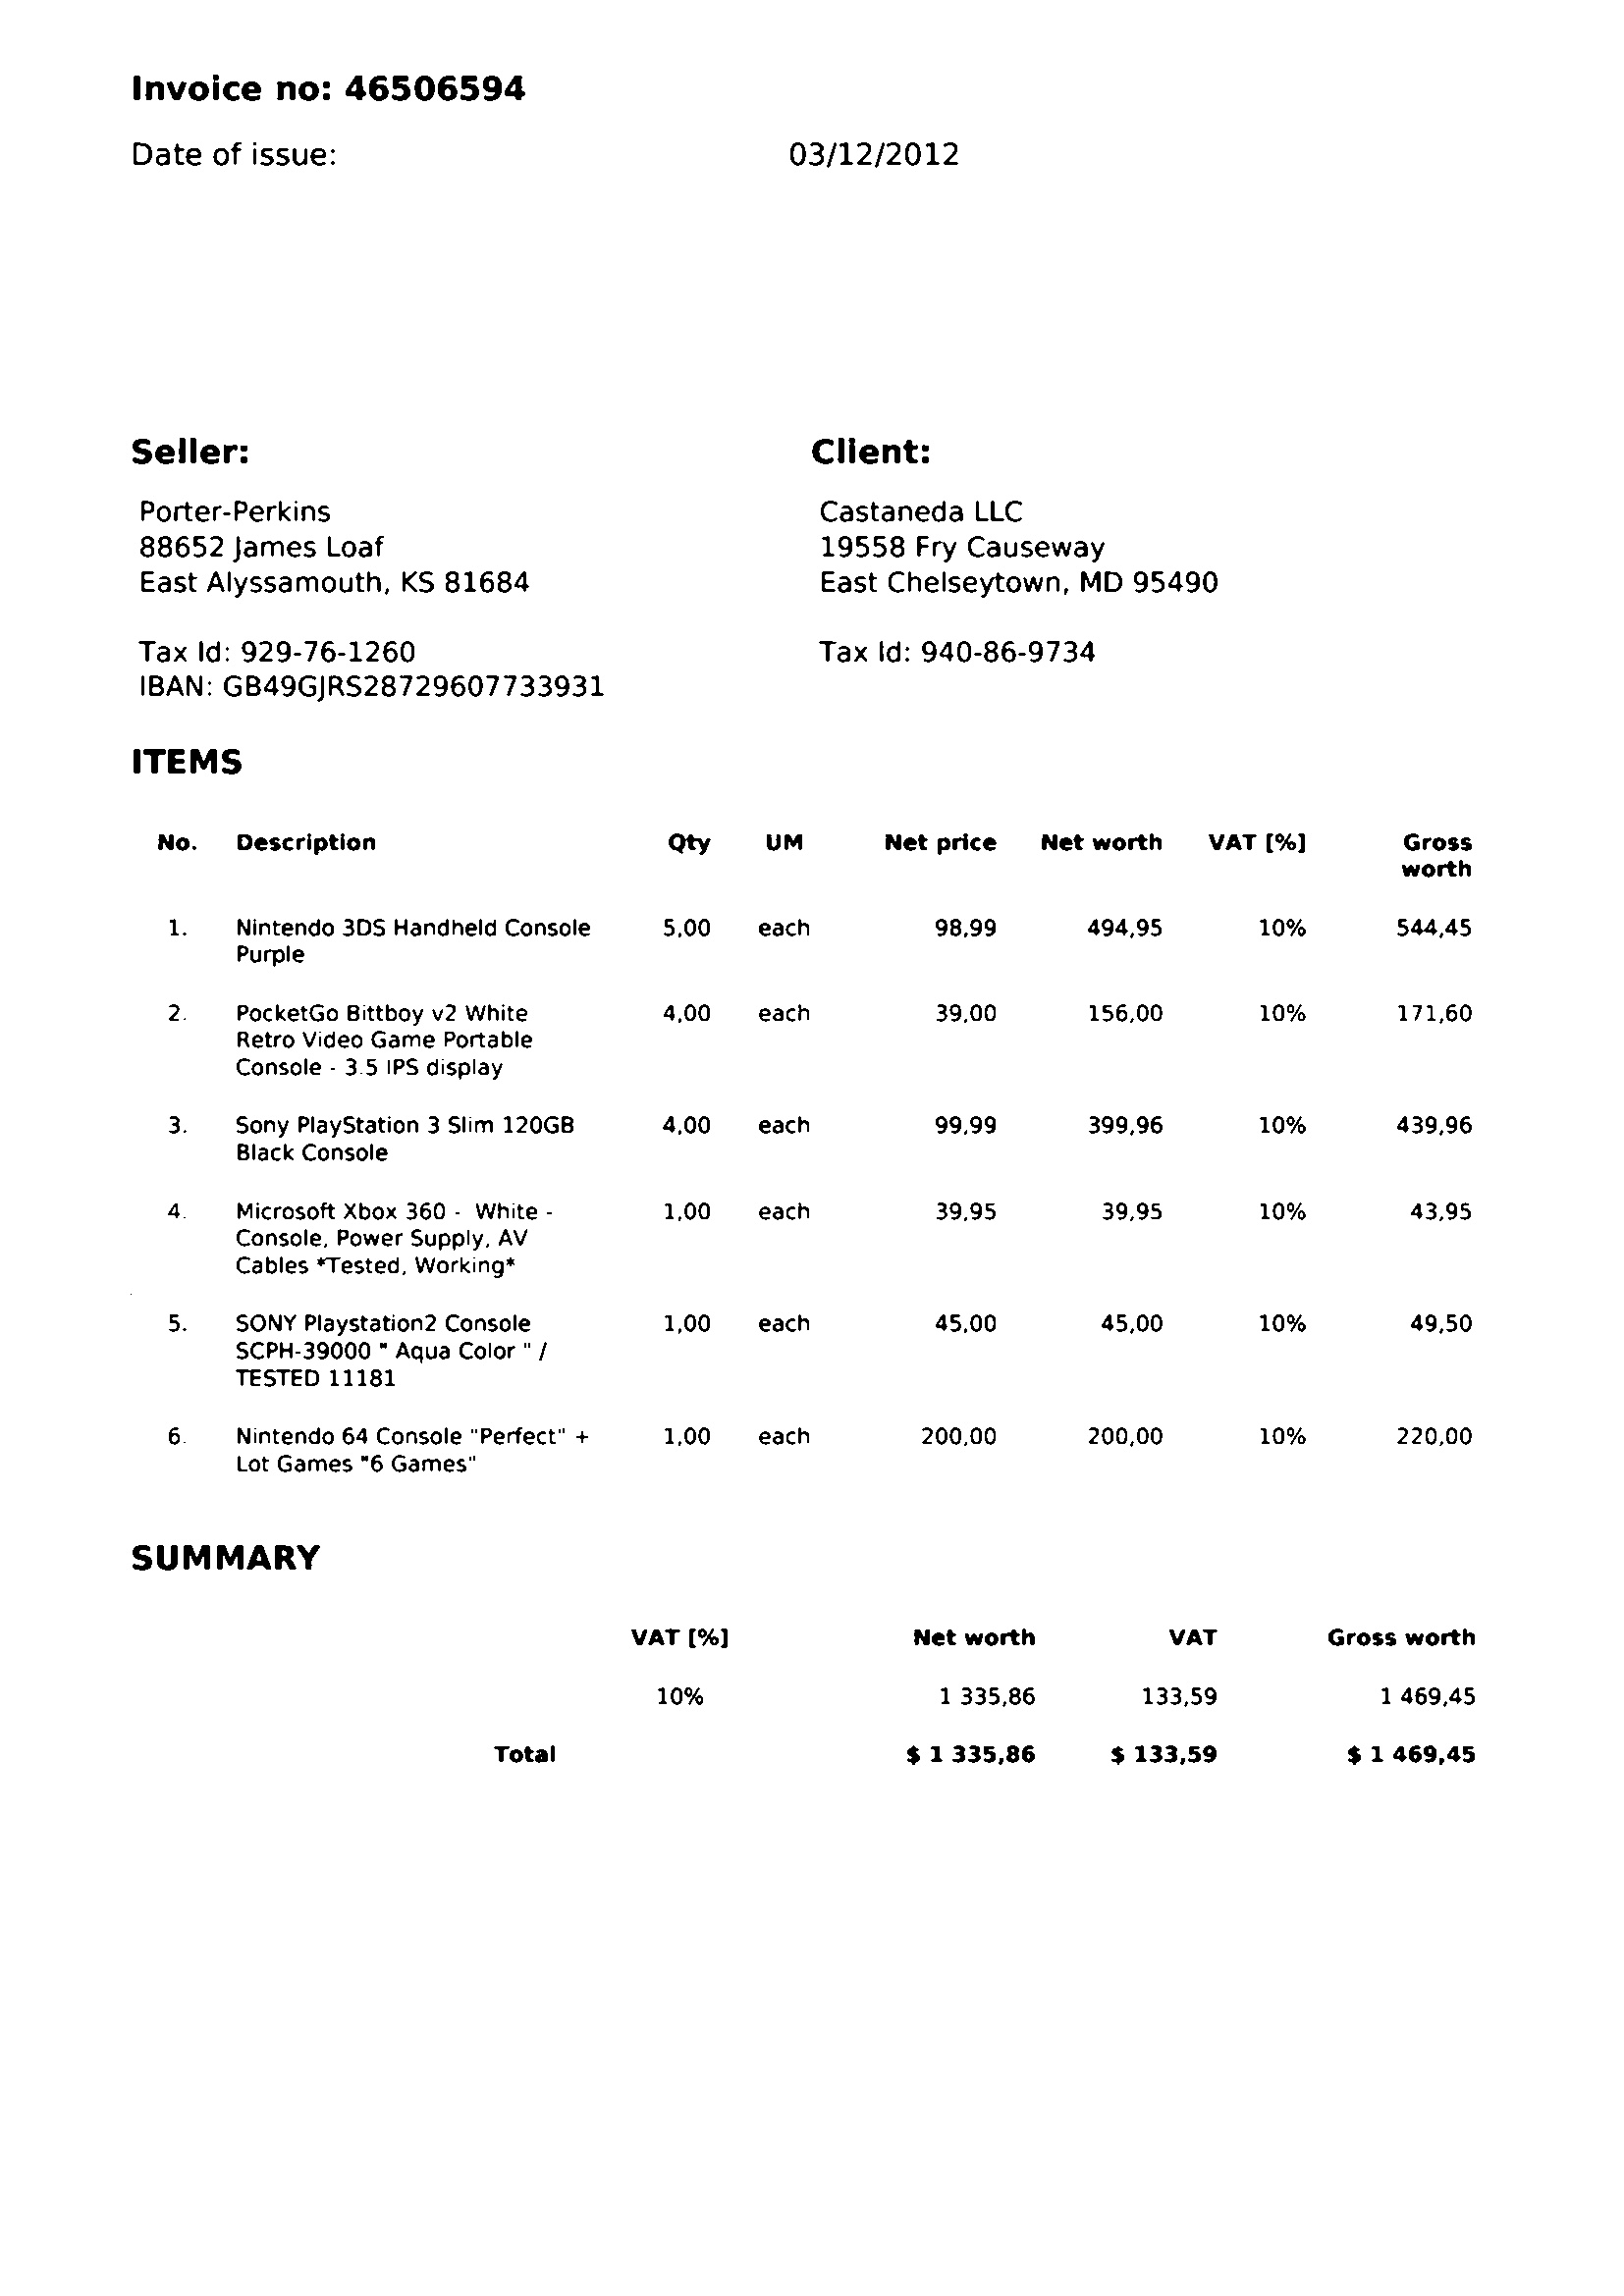 Invoice no: 46506594
Date of issue: 03/12/2012
Seller:
Porter-Perkins
88652 James Loaf
East Alyssamouth, KS 81684
Tax Id: 929-76-1260
IBAN: GB49GJRS28729607733931
Client:
Castaneda LLC
19558 Fry Causeway
East Chelseytown, MD 95490
Tax Id: 940-86-9734
ITEMS
No. Description Qty UM Net price Net worth VAT [%] Gross
worth
1. Nintendo 3DS Handheld Console 5,00 each 98,99 494,95 10% 544,45
Purple
2. PocketGo Bittboy v2 White 4,00 each 39,00 156,00 10% 171,60
Retro Video Game Portable
Console - 3.5 IPS display
3. Sony PlayStation 3 Slim 120GB 4,00 each 99,99 399,96 10% 439,96
Black Console
4. Microsoft Xbox 360 - White - 1,00 each 39,95 39,95 10% 43,95
Console, Power Supply, AV
Cables *Tested, Working*
5. SONY Playstation2 Console 1,00 each 45,00 45,00 10% 49,50
SCPH-39000 " Aqua Color " /
TESTED 11181
6. Nintendo 64 Console "Perfect" + 1,00 each 200,00 200,00 10% 220,00
Lot Games "6 Games"
SUMMARY
VAT [%] Net worth VAT Gross worth
10% 1 335,86 133,59 1 469,45
Total $ 1 335,86 $ 133,59 $ 1 469,45